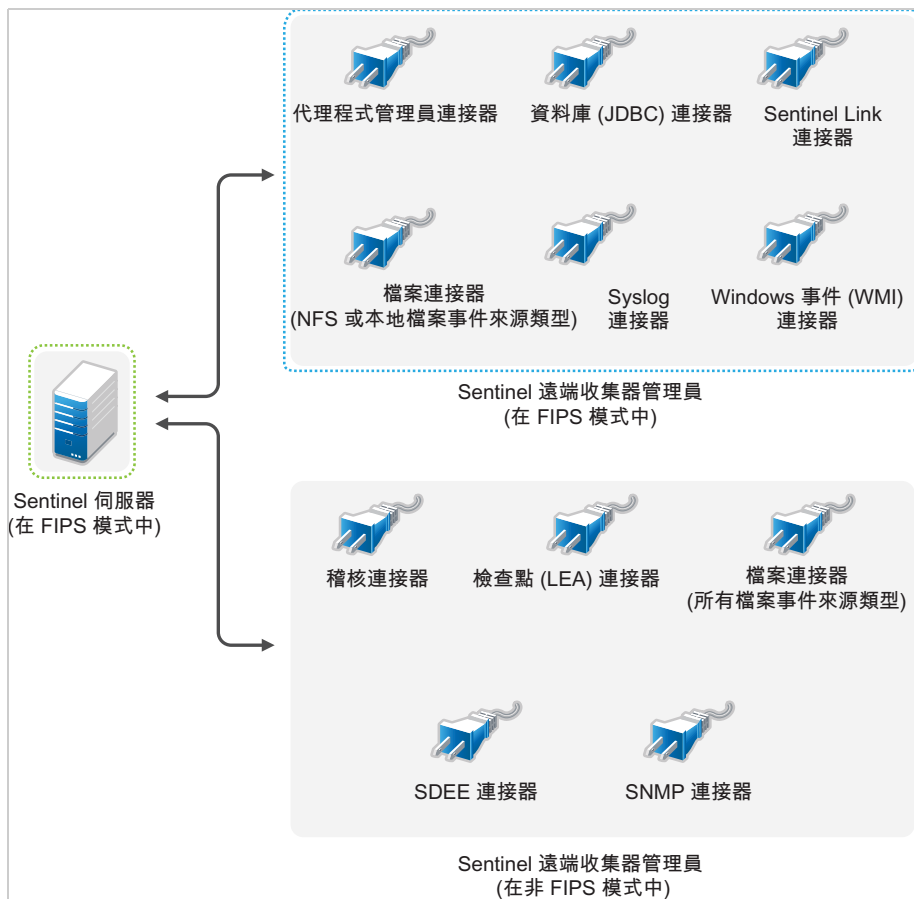 代理程式管理員連接器
資料庫 (JDBC) 連接器
Sentinel Link
連接器
檔案連接器
(NFS 或本地檔案事件來源類型)
Syslog
連接器
Windows 事件 (WMI)
連接器
Sentinel 遠端收集器管理員
(在 FIPS 模式中)
Sentinel 伺服器
(在 FIPS 模式中)
稽核連接器
檢查點 (LEA) 連接器
檔案連接器
(所有檔案事件來源類型)
SDEE 連接器
SNMP 連接器
Sentinel 遠端收集器管理員
(在非 FIPS 模式中)